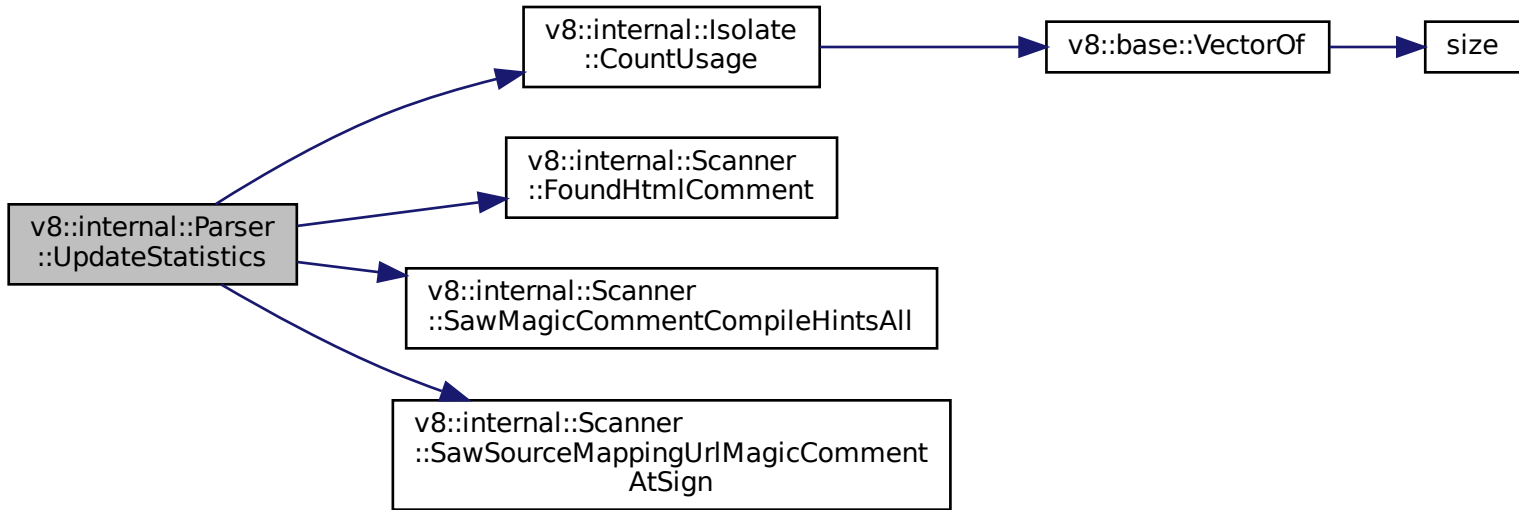 v8::internal::Isolate
::CountUsage
v8::base::VectorOf
size
v8::internal::Scanner
::FoundHtmlComment
v8::internal::Parser
::UpdateStatistics
v8::internal::Scanner
::SawMagicCommentCompileHintsAll
v8::internal::Scanner
::SawSourceMappingUrlMagicComment
AtSign